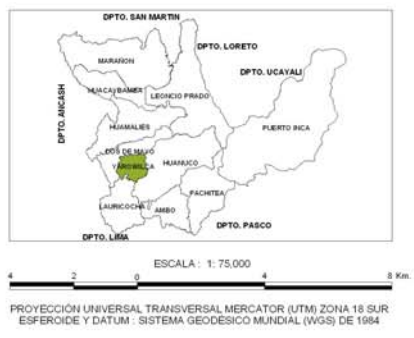 DPTO. SAN MARTIN
DPTO. LORETO
MARAÑON
DPTO. UCAYALI
HUACAYBAMBA
LEONCIO PRADO
DPTO. ANCASH
HUAMALIES
PUERTO INCA
DOS DE MAYO
YAROWILCA
HUANUCO
PACHITEA
LAURICOCHA
AMBO
DPTO. PASCO
DPTO. LIMA
ESCALA : 1: 75,000
4 2 0 4 8 Km.
PROYECCIÓN UNIVERSAL TRANSVERSAL MERCATOR (UTM) ZONA 18 SUR
ESFEROIDE Y DATUM : SISTEMA GEODESICO MUNDIAL (WGS) DE 1984